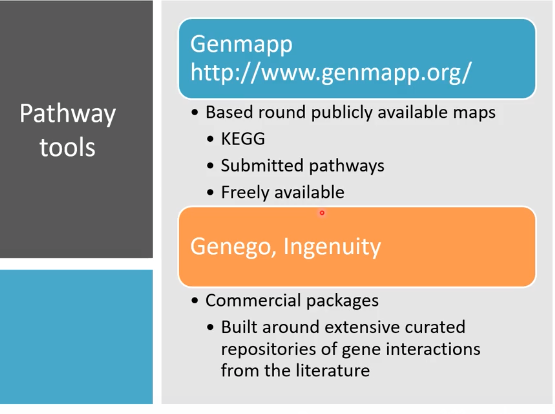 Pathway
tools
Genmapp
http://www.genmapp.org/
• Based round publicly available maps
• KEGG
• Submitted pathways
• Freely available
Genego, Ingenuity
• Commercial packages
• Built around extensive curated
repositories of gene interactions
from the literature